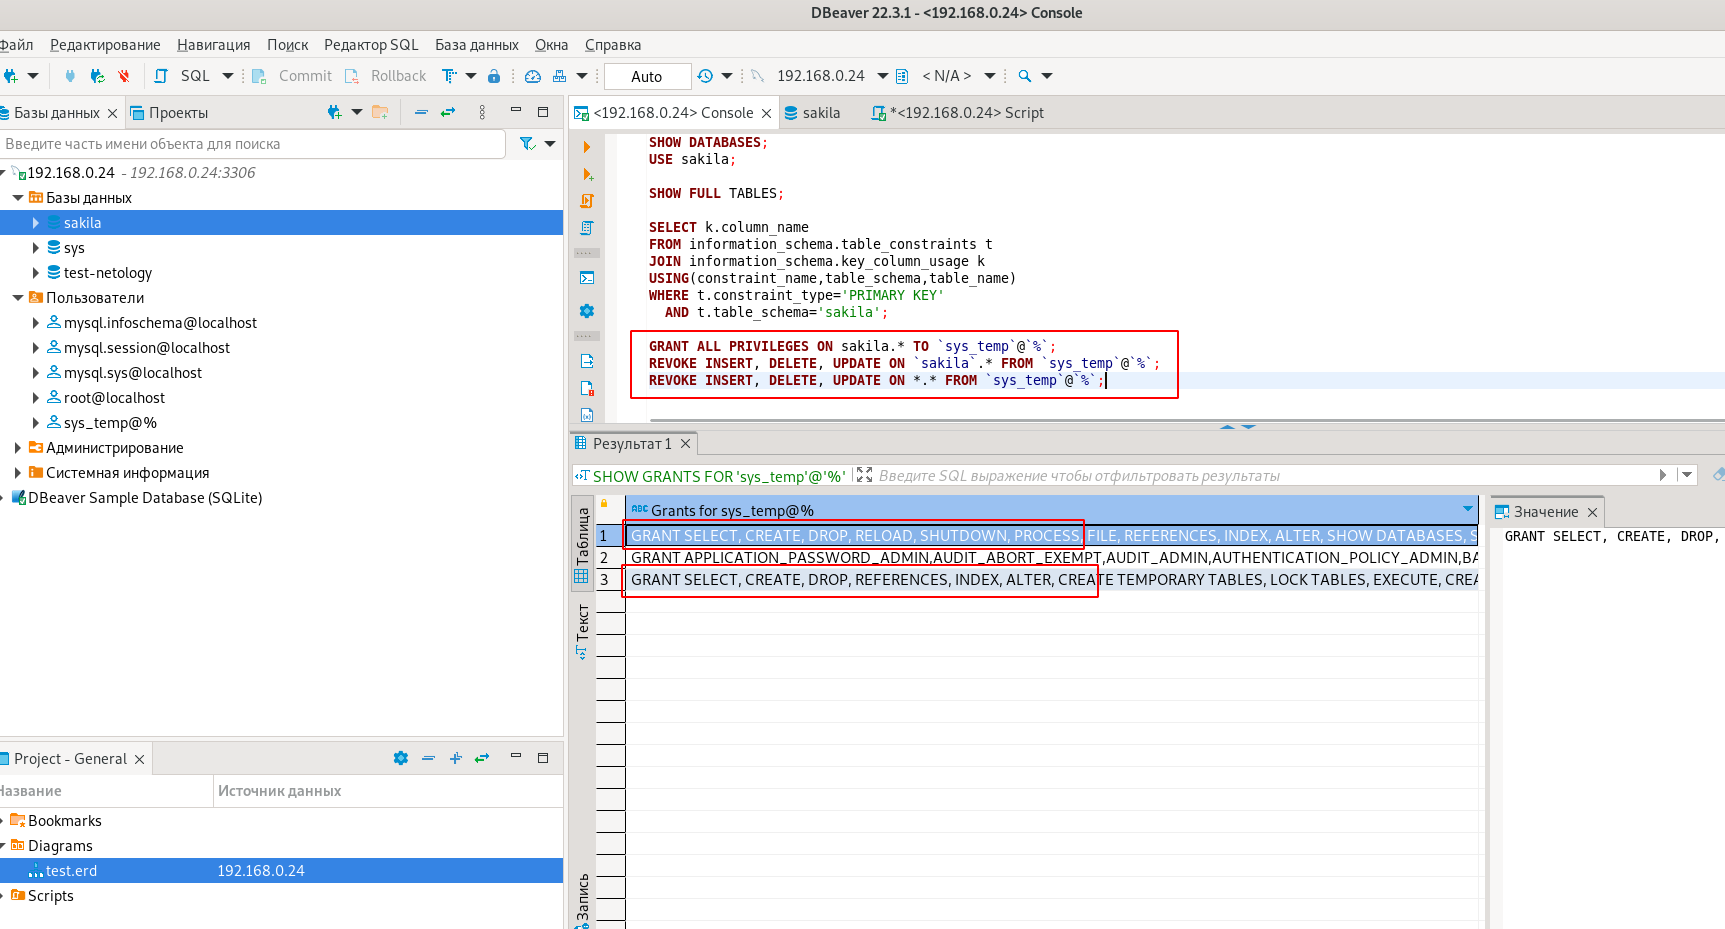 DBeaver 22.3.1 - <192.168.0.24> Console
Файл Редактирование Навигация Поиск Редактор SQL База данных Окна Справка
SQL Commit Rollback Auto 192.168.0.24 < N/A >
Базы данных Проекты
Введите часть имени объекта для поиска
192.168.0.24 - 192.168.0.24:3306
Базы данных
sakila
sys
test-netology
Пользователи
mysql.infoschema@localhost
mysql.session@localhost
mysql.sys@localhost
root@localhost
sys_temp@%
Администрирование
Системная информация
DBeaver Sample Database (SQLite)
Project - General
Название Источник данных
Bookmarks
Diagrams
test.erd 192.168.0.24
Scripts
<192.168.0.24> Console sakila *<192.168.0.24> Script
SHOW DATABASES;
USE sakila;
SHOW FULL TABLES;
SELECT k.column_name
FROM information_schema.table_constraints t
JOIN information_schema.key_column_usage k
USING(constraint_name,table_schema,table_name)
WHERE t.constraint_type='PRIMARY KEY'
AND t.table_schema='sakila';
GRANT ALL PRIVILEGES ON sakila.* TO `sys_temp`@`%`;
REVOKE INSERT, DELETE, UPDATE ON `sakila`.* FROM `sys_temp`@`%`;
REVOKE INSERT, DELETE, UPDATE ON *.* FROM `sys_temp`@`%`;
Результат 1
SHOW GRANTS FOR 'sys_temp'@'%' Введите SQL выражение чтобы отфильтровать результаты
Таблица
Текст
Запись
Grants for sys_temp@%
1 GRANT SELECT, CREATE, DROP, RELOAD, SHUTDOWN, PROCESS, FILE, REFERENCES, INDEX, ALTER, SHOW DATABASES, S
2 GRANT APPLICATION_PASSWORD_ADMIN,AUDIT_ABORT_EXEMPT,AUDIT_ADMIN,AUTHENTICATION_POLICY_ADMIN,BA
3 GRANT SELECT, CREATE, DROP, REFERENCES, INDEX, ALTER, CREATE TEMPORARY TABLES, LOCK TABLES, EXECUTE, CREA
Значение
GRANT SELECT, CREATE, DROP,